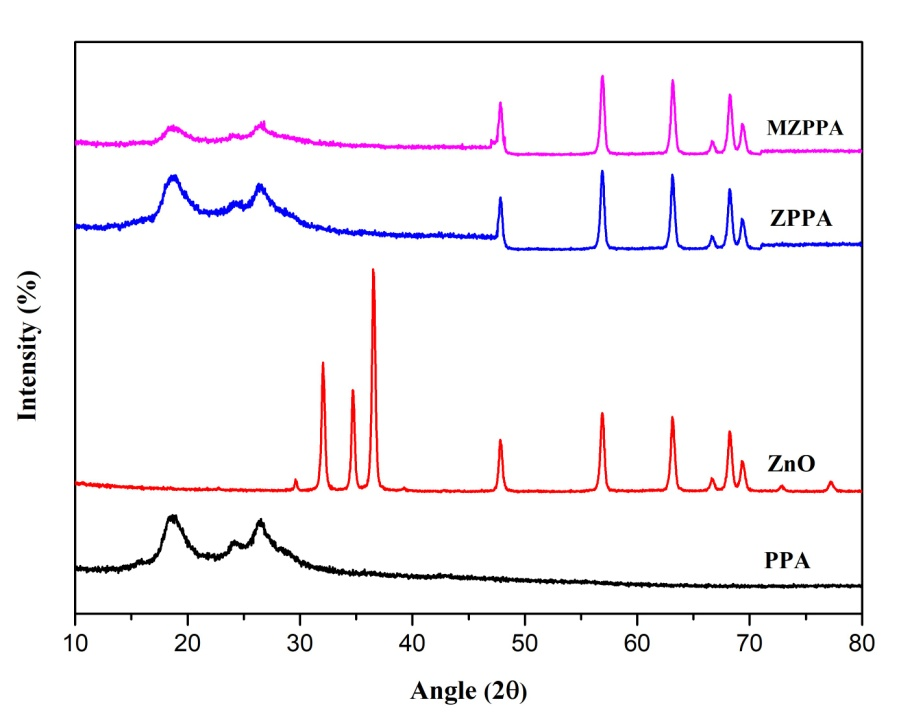 MZPPA
ZPPA
ZnO
PPA
Intensity (%)
10 20 30 40 50 60 70 80
Angle (2θ)